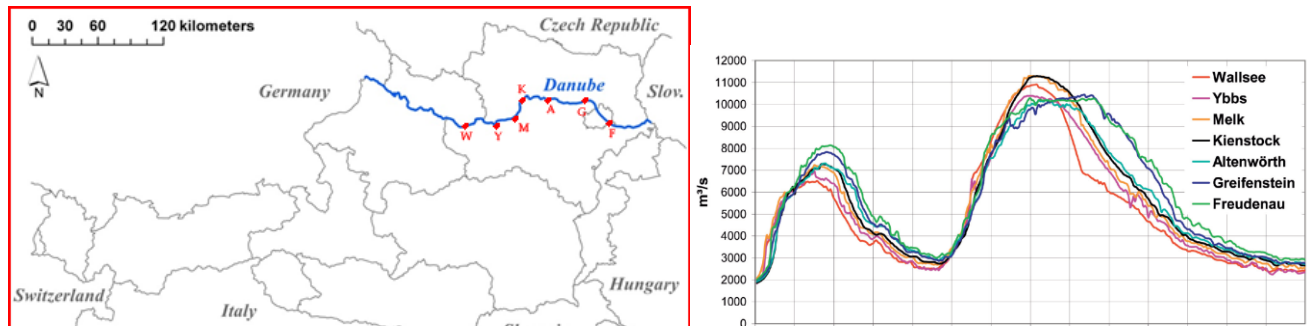 0 30 60 120 kilometers
Czech Republic
N
Germany
Danube
Slov.
K
A
G
W
Y
M
F
Switzerland
Italy
Hungary
12000
11000
10000
9000
8000
7000
6000
5000
4000
3000
2000
1000
0
m³/s
Wallsee
Ybbs
Melk
Kienstock
Altenwörth
Greifenstein
Freudenau